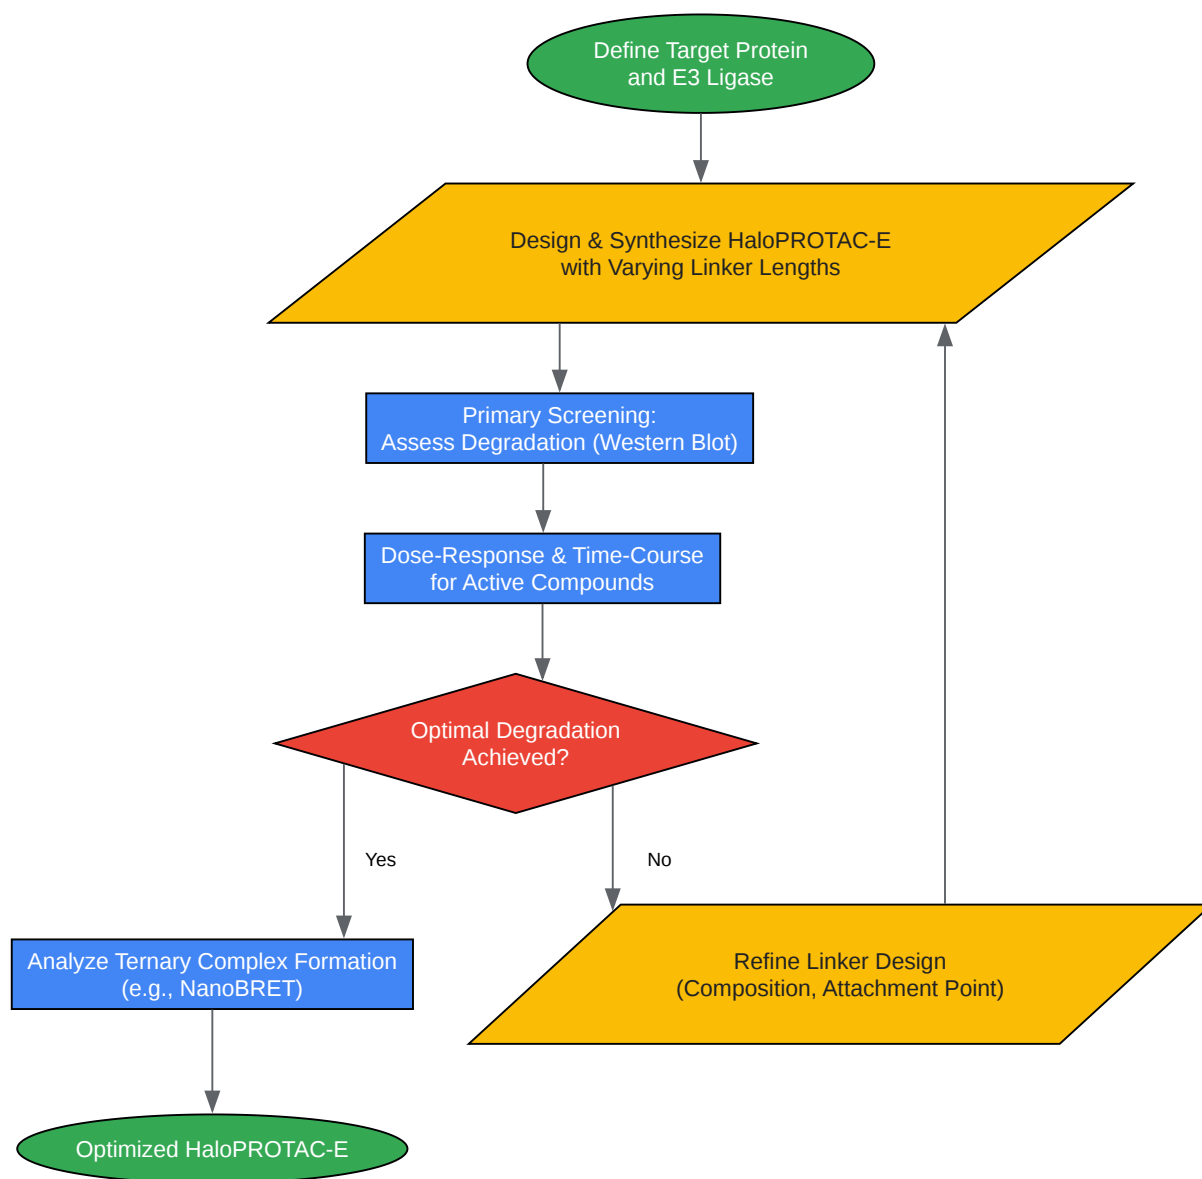 Define Target Protein
and E3 Ligase
Design & Synthesize HaloPROTAC-E
with Varying Linker Lengths
Primary Screening:
Assess Degradation (Western Blot)
Dose-Response & Time-Course
for Active Compounds
Optimal Degradation
Achieved?
Yes
No
Analyze Ternary Complex Formation
(e.g., NanoBRET)
Refine Linker Design
(Composition, Attachment Point)
Optimized HaloPROTAC-E